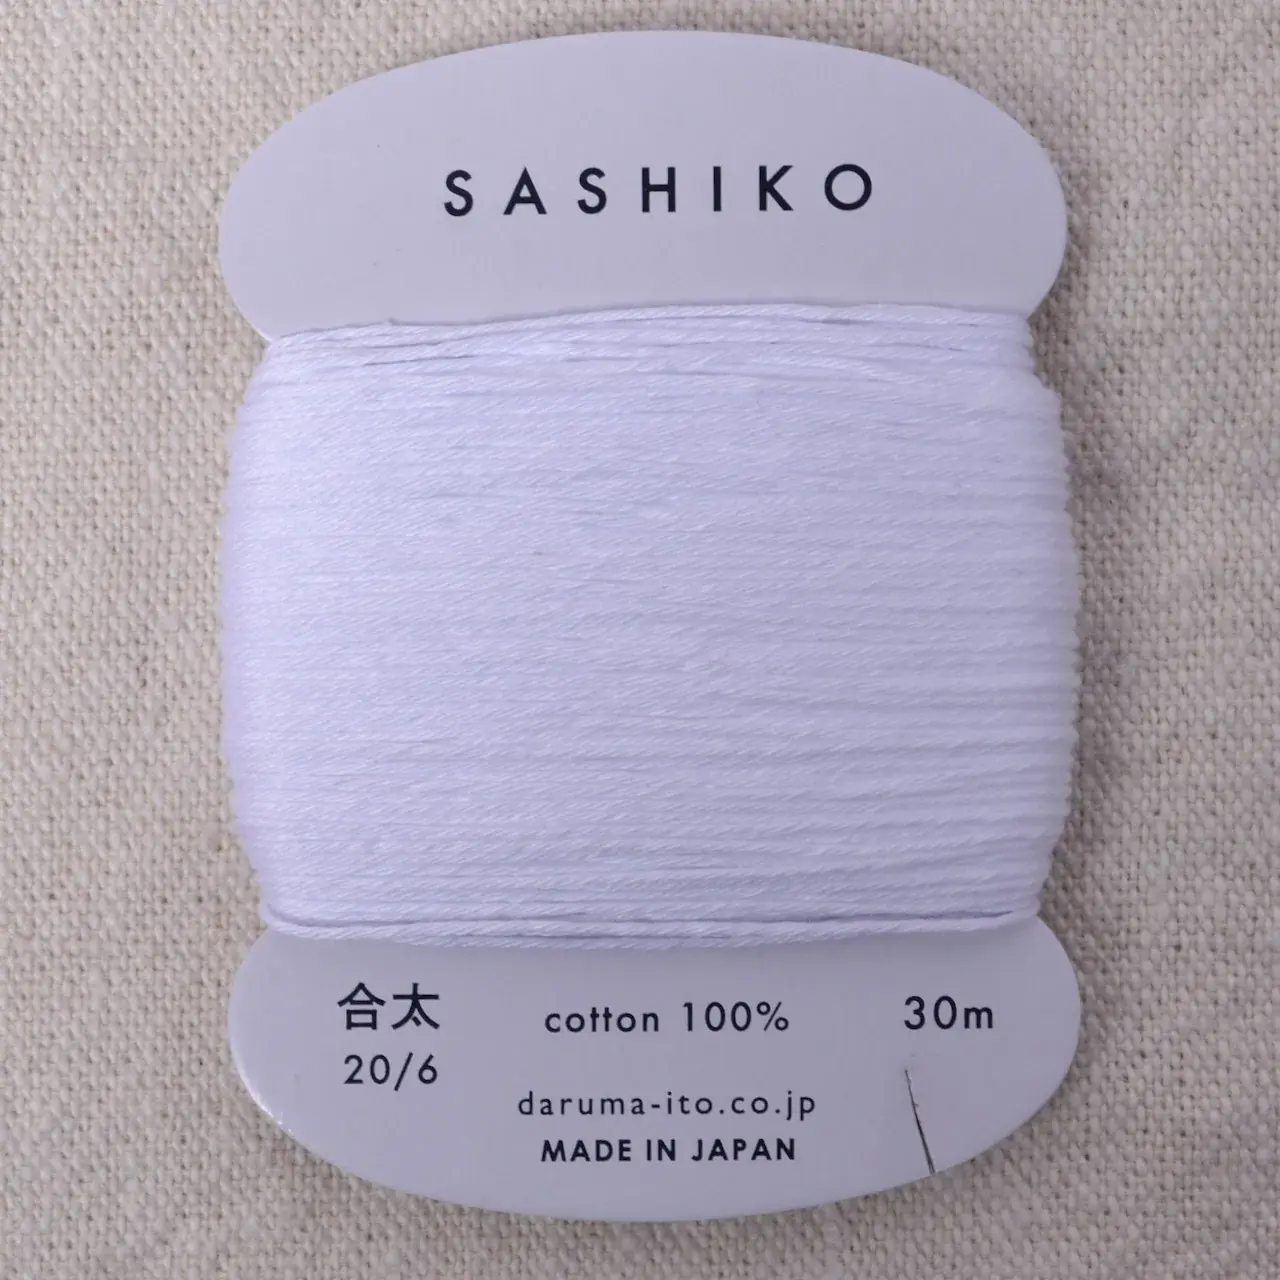 SASHIKO
合太 cotton 100% 30m
20/6
daruma-ito.co.jp
MADE IN JAPAN